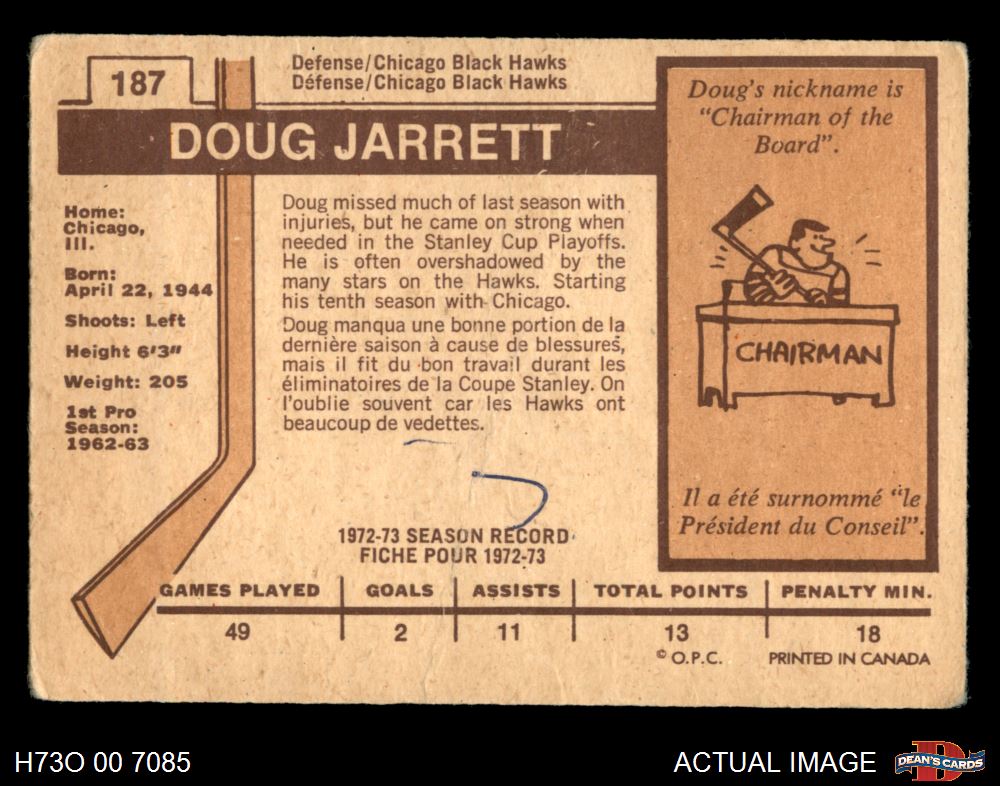 187
Defense/Chicago Black Hawks
Défense/Chicago Black Hawks
DOUG JARRETT
Home:
Chicago,
Ill.
Born:
April 22, 1944
Shoots: Left
Height 6'3"
Weight: 205
1st Pro
Season:
1962-63
Doug missed much of last season with
injuries, but he came on strong when
needed in the Stanley Cup Playoffs.
He is often overshadowed by the
many stars on the Hawks. Starting
his tenth season with Chicago.
Doug manqua une bonne portion de la
dernière saison à cause de blessures,
mais il fit du bon travail durant les
éliminatoires de la Coupe Stanley. On
l'oublie souvent car les Hawks ont
beaucoup de vedettes.
Doug's nickname is
"Chairman of the
Board".
CHAIRMAN
Il a été surnommé "le
Président du Conseil".
1972-73 SEASON RECORD
FICHE POUR 1972-73
GAMES PLAYED GOALS ASSISTS TOTAL POINTS PENALTY MIN.
49 2 11 13 18
© O.P.C. PRINTED IN CANADA
H73O 00 7085
ACTUAL IMAGE
D
DEAN'S CARDS